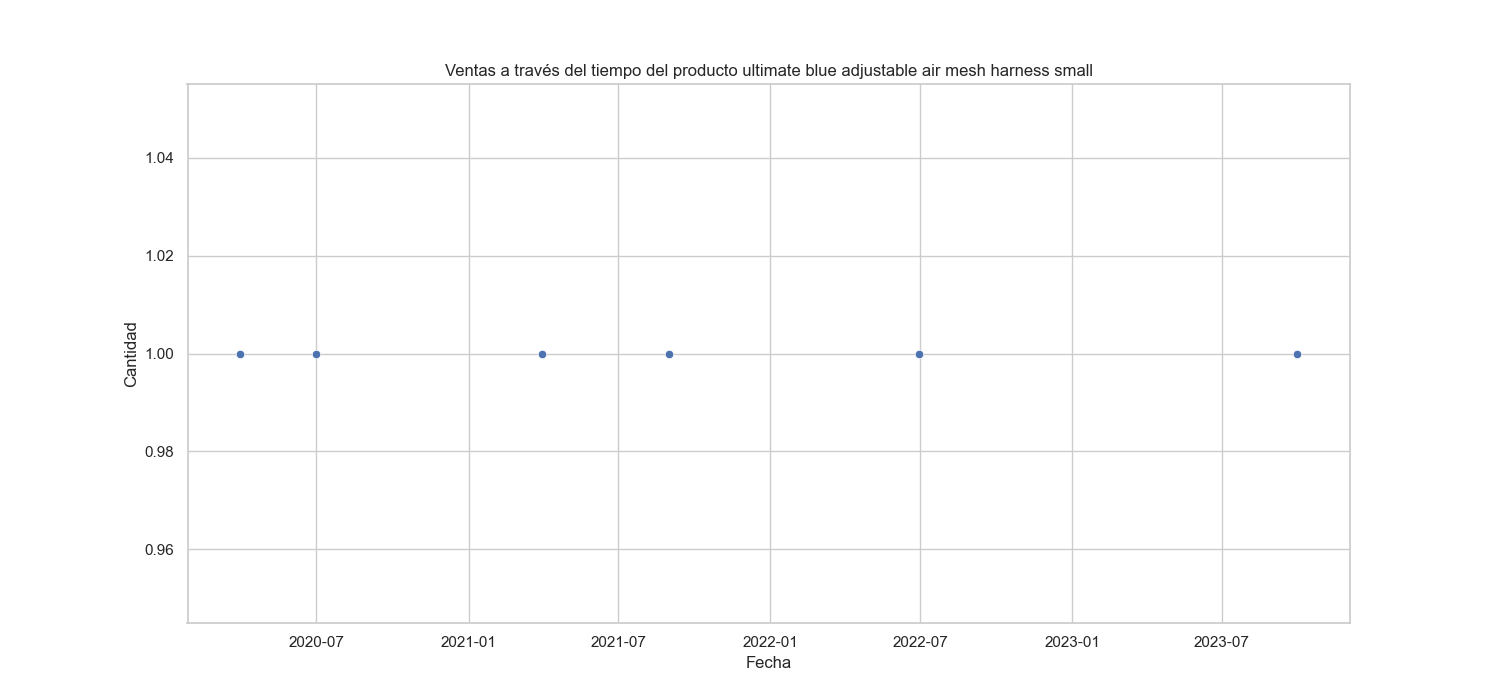 Ventas a través del tiempo del producto ultimate blue adjustable air mesh harness small
1.04
1.02
1.00
0.98
0.96
Cantidad
2020-07 2021-01 2021-07 2022-01 2022-07 2023-01 2023-07
Fecha